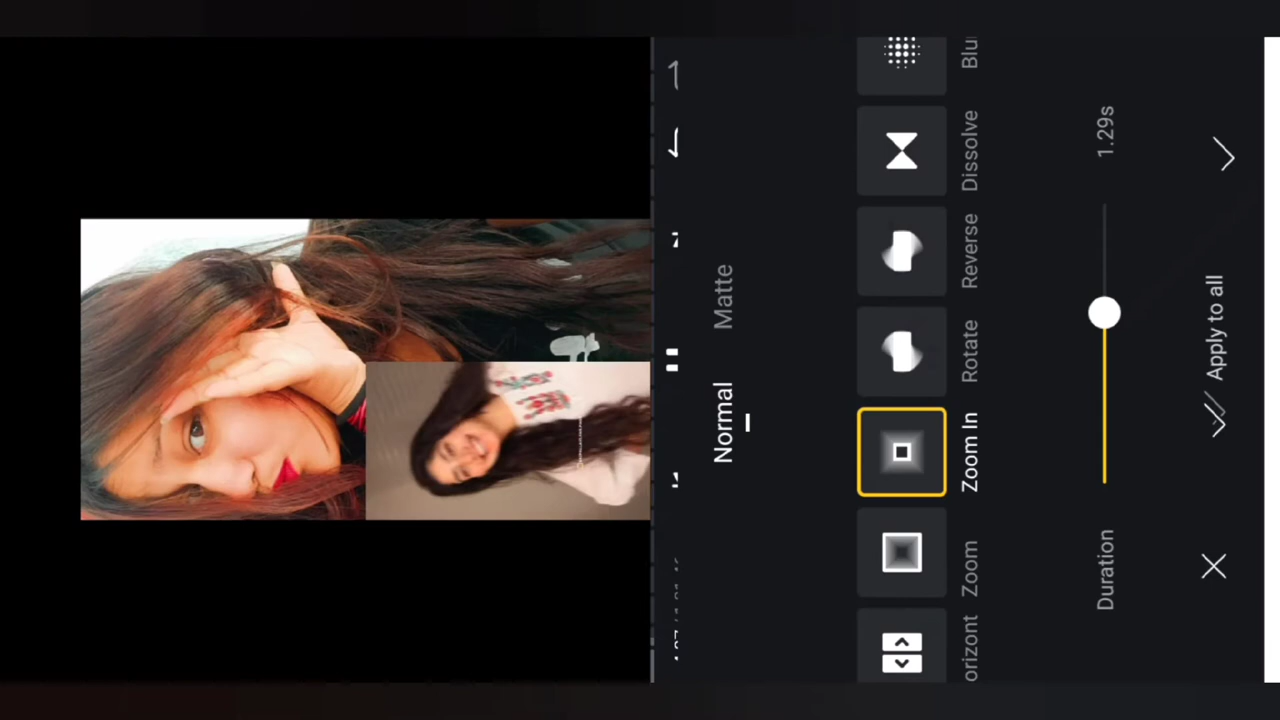 Normal
Matte
orizont
Zoom
Zoom In
Rotate
Reverse
Dissolve
Blu
Duration
1.29s
Apply to all